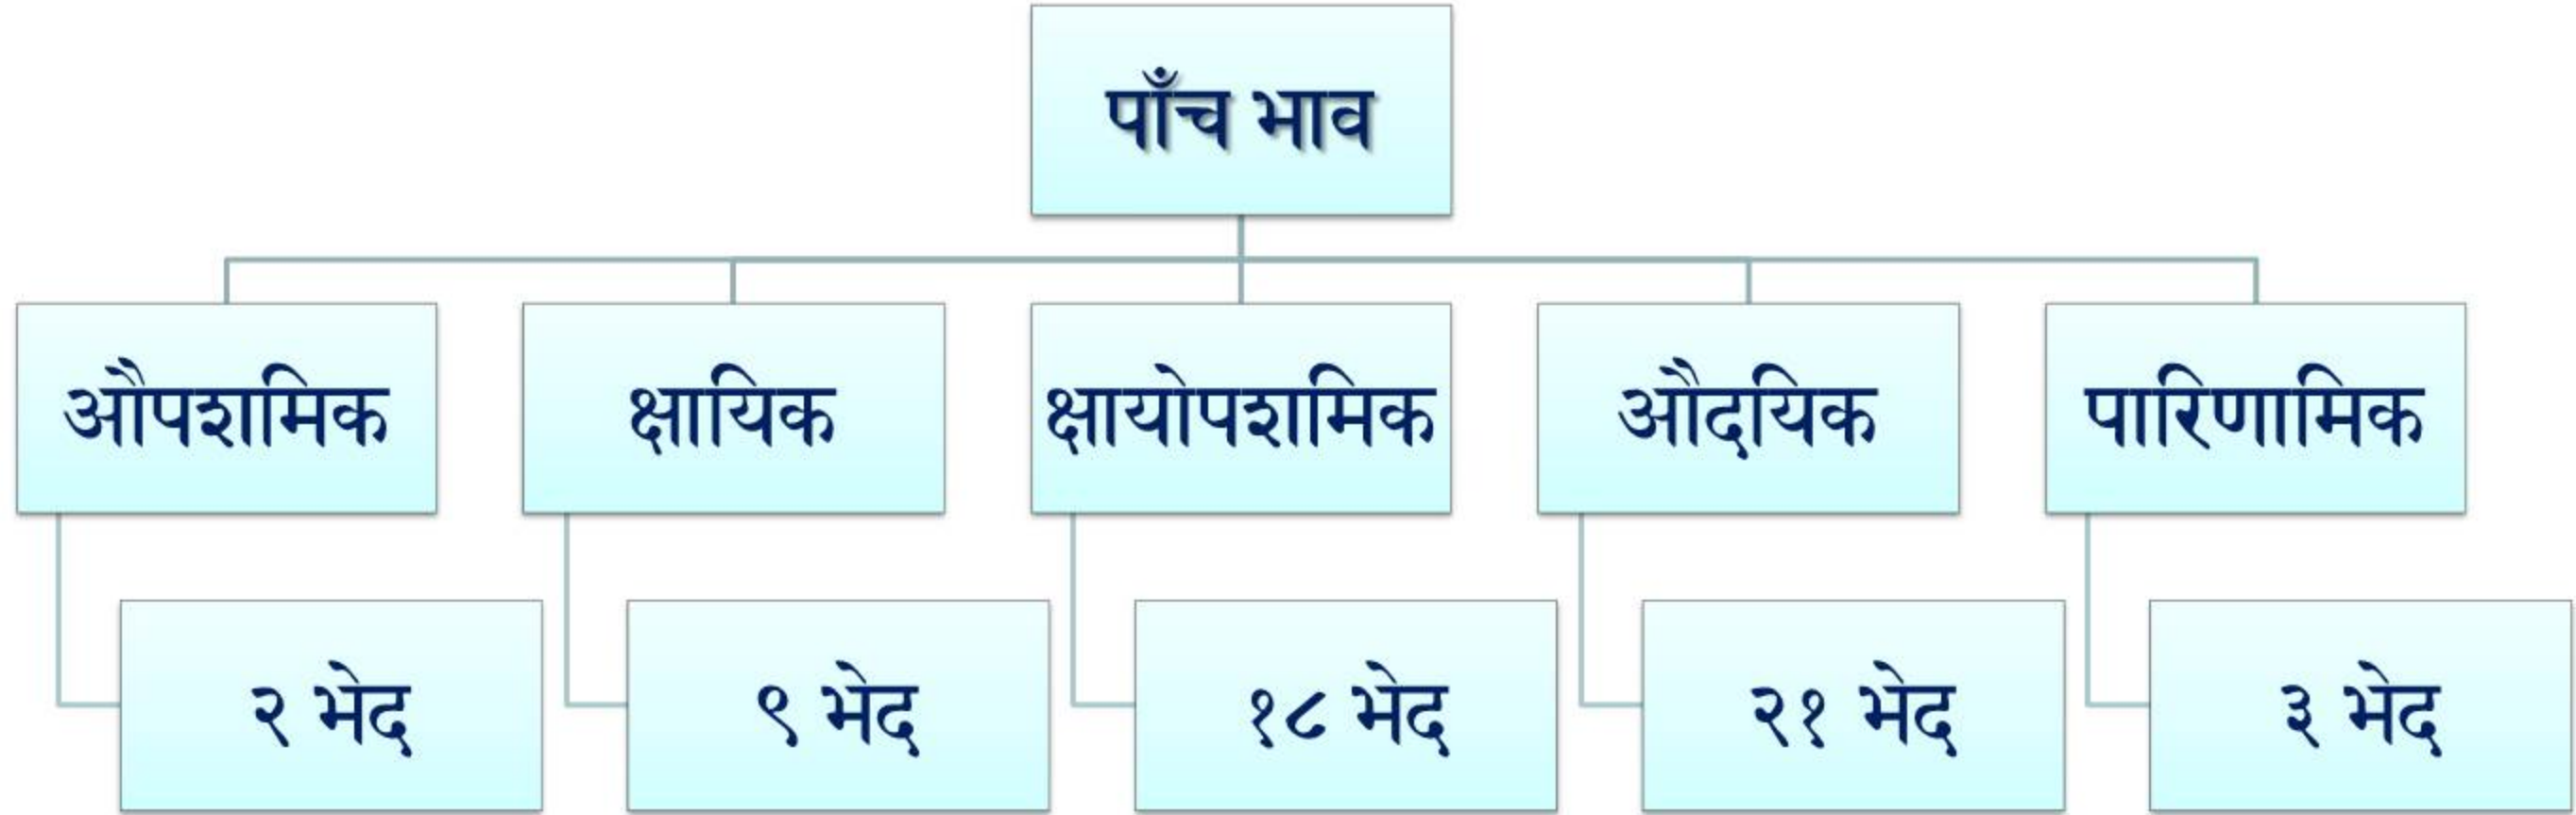 पाँच भाव
औपशमिक
क्षायिक
क्षायोपशमिक
औदयिक
पारिणामिक
२ भेद
९ भेद
१८ भेद
२१ भेद
३ भेद